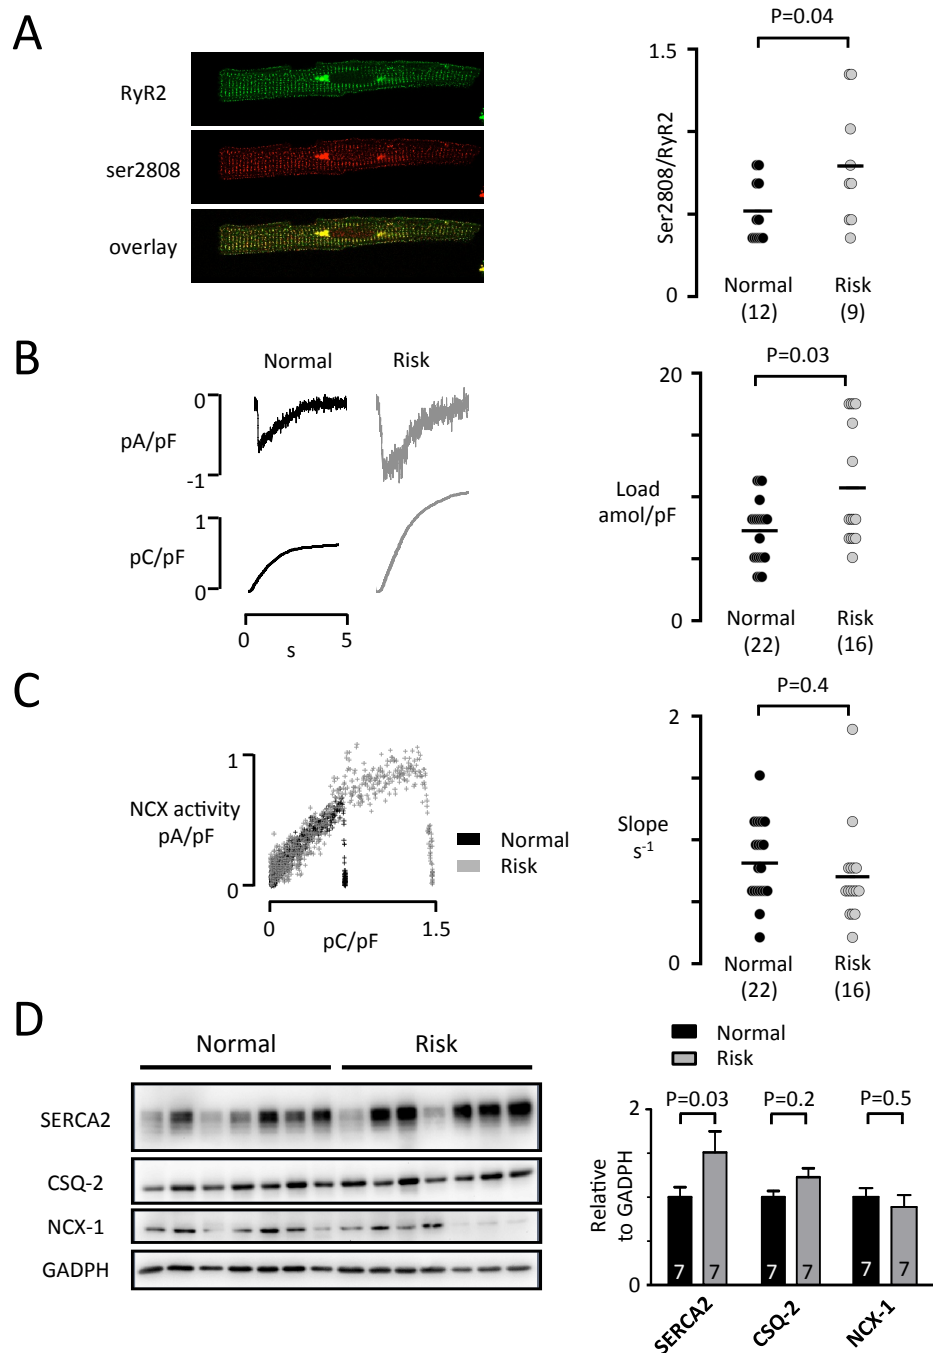 A
RyR2
ser2808
overlay
P=0.04
1.5
Ser2808/RyR2
0
Normal
(12)
Risk
(9)
B
Normal
Risk
0
pA/pF
-1
1
pC/pF
0
0
5
s
P=0.03
20
Load
amol/pF
0
Normal
(22)
Risk
(16)
C
1
NCX activity
pA/pF
0
Normal
Risk
0
1.5
pC/pF
P=0.4
2
Slope
s-1
0
Normal
(22)
Risk
(16)
D
Normal
Risk
SERCA2
CSQ-2
NCX-1
GADPH
Normal
Risk
P=0.03
P=0.2
P=0.5
2
1
0
Relative
to GADPH
7
7
7
7
7
7
SERCA2
CSQ-2
NCX-1